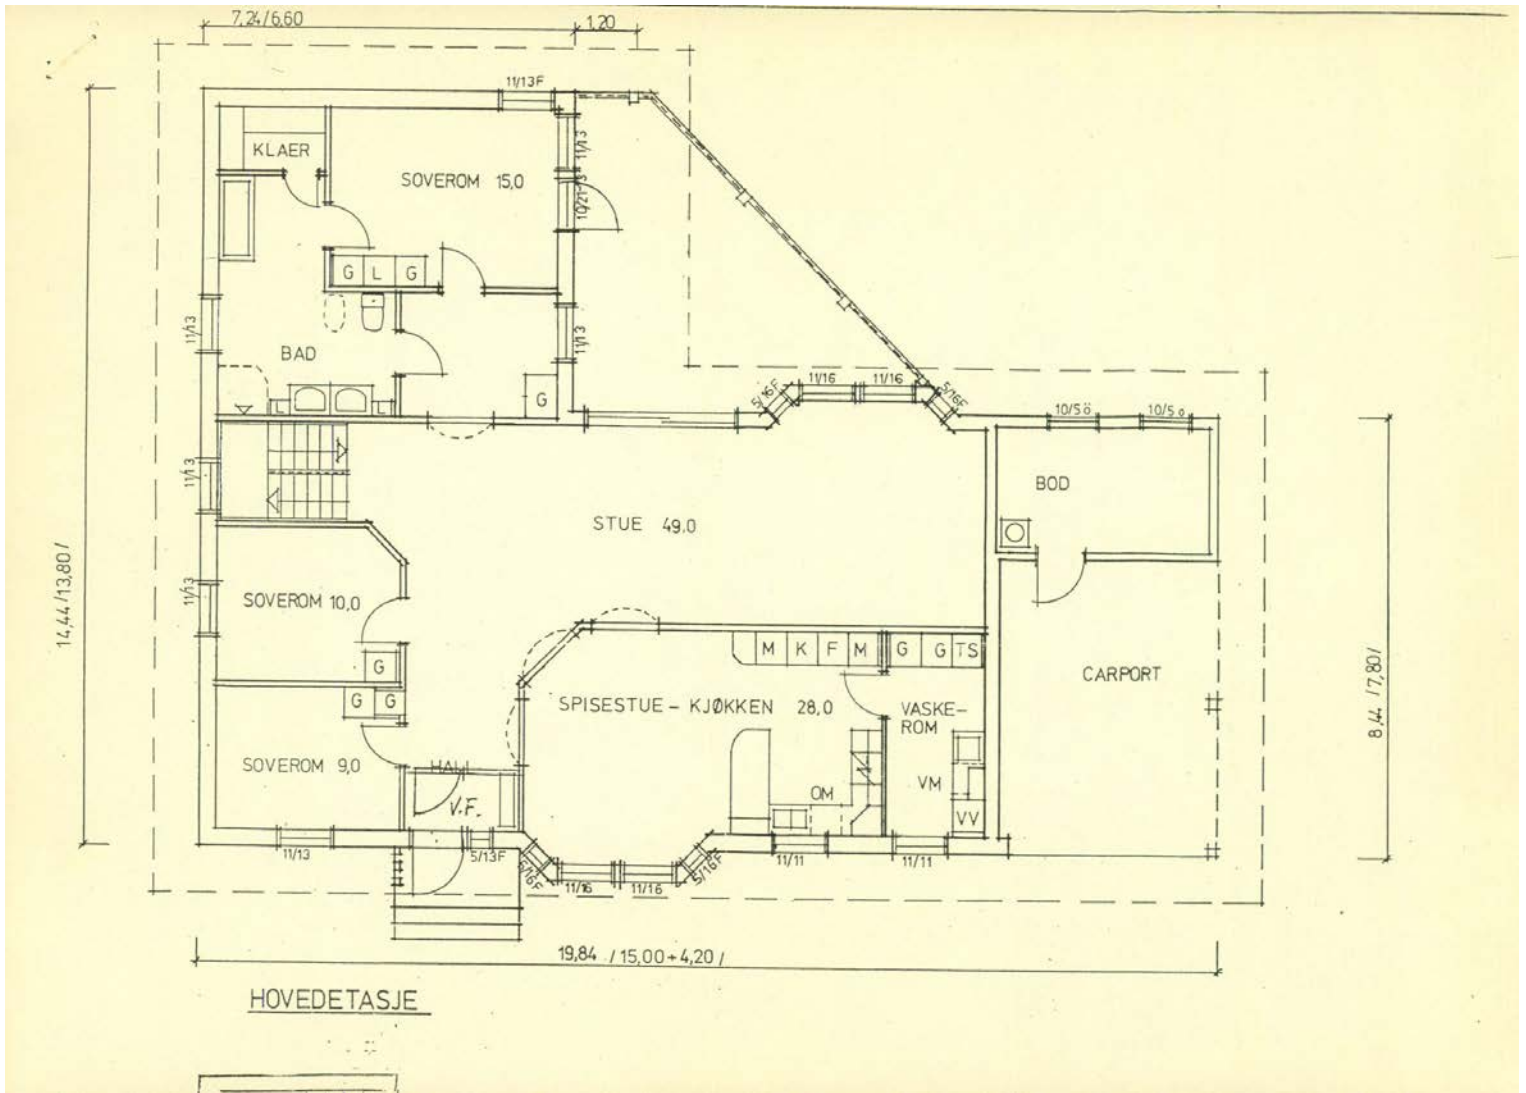 7,24/6,60
1,20
11/13F
KLAER
SOVEROM 15,0
11/13
10/21-S
G L G
11/13
BAD
11/13
G
L
L
5/16F
11/16
11/16
5/16F
10/5ö
10/5ö
11/13
BOD
STUE 49,0
14,44/13,80/
11/13
SOVEROM 10,0
G
M K F M G G TS
CARPORT
8,44/7,80/
G G
SPISESTUE - KJØKKEN 28,0
VASKE-
ROM
SOVEROM 9,0
HALL
V.F.
OM
VM
VV
11/13
5/13F
5/16F
11/16
11/16
5/16F
11/11
11/11
19,84 / 15,00+4,20 /
HOVEDETASJE